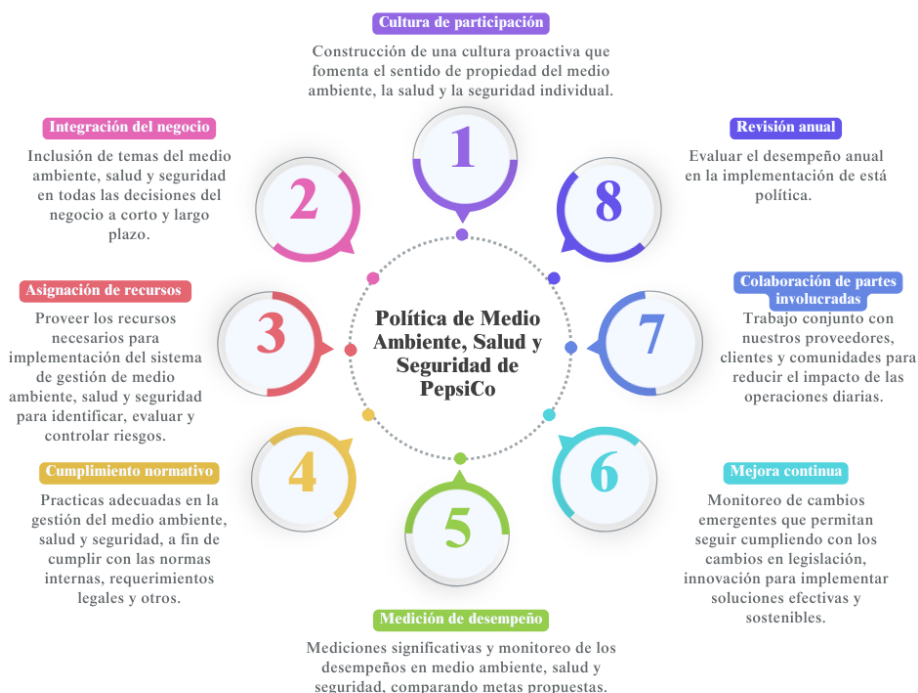 Cultura de participación
Construcción de una cultura proactiva que
fomenta el sentido de propiedad del medio
ambiente, la salud y la seguridad individual.
1
Integración del negocio
Inclusión de temas del medio
ambiente, salud y seguridad
en todas las decisiones del
negocio a corto y largo
plazo.
2
Asignación de recursos
Proveer los recursos
necesarios para
implementación del sistema
de gestión de medio
ambiente, salud y seguridad
para identificar, evaluar y
controlar riesgos.
3
Cumplimiento normativo
Practicas adecuadas en la
gestión del medio ambiente,
salud y seguridad, a fin de
cumplir con las normas
internas, requerimientos
legales y otros.
4
Política de Medio
Ambiente, Salud y
Seguridad de
PepsiCo
5
Medición de desempeño
Mediciones significativas y monitoreo de los
desempeños en medio ambiente, salud y
seguridad, comparando metas propuestas.
6
Mejora continua
Monitoreo de cambios
emergentes que permitan
seguir cumpliendo con los
cambios en legislación,
innovación para implementar
soluciones efectivas y
sostenibles.
7
Colaboración de partes
involucradas
Trabajo conjunto con
nuestros proveedores,
clientes y comunidades para
reducir el impacto de las
operaciones diarias.
8
Revisión anual
Evaluar el desempeño anual
en la implementación de está
política.